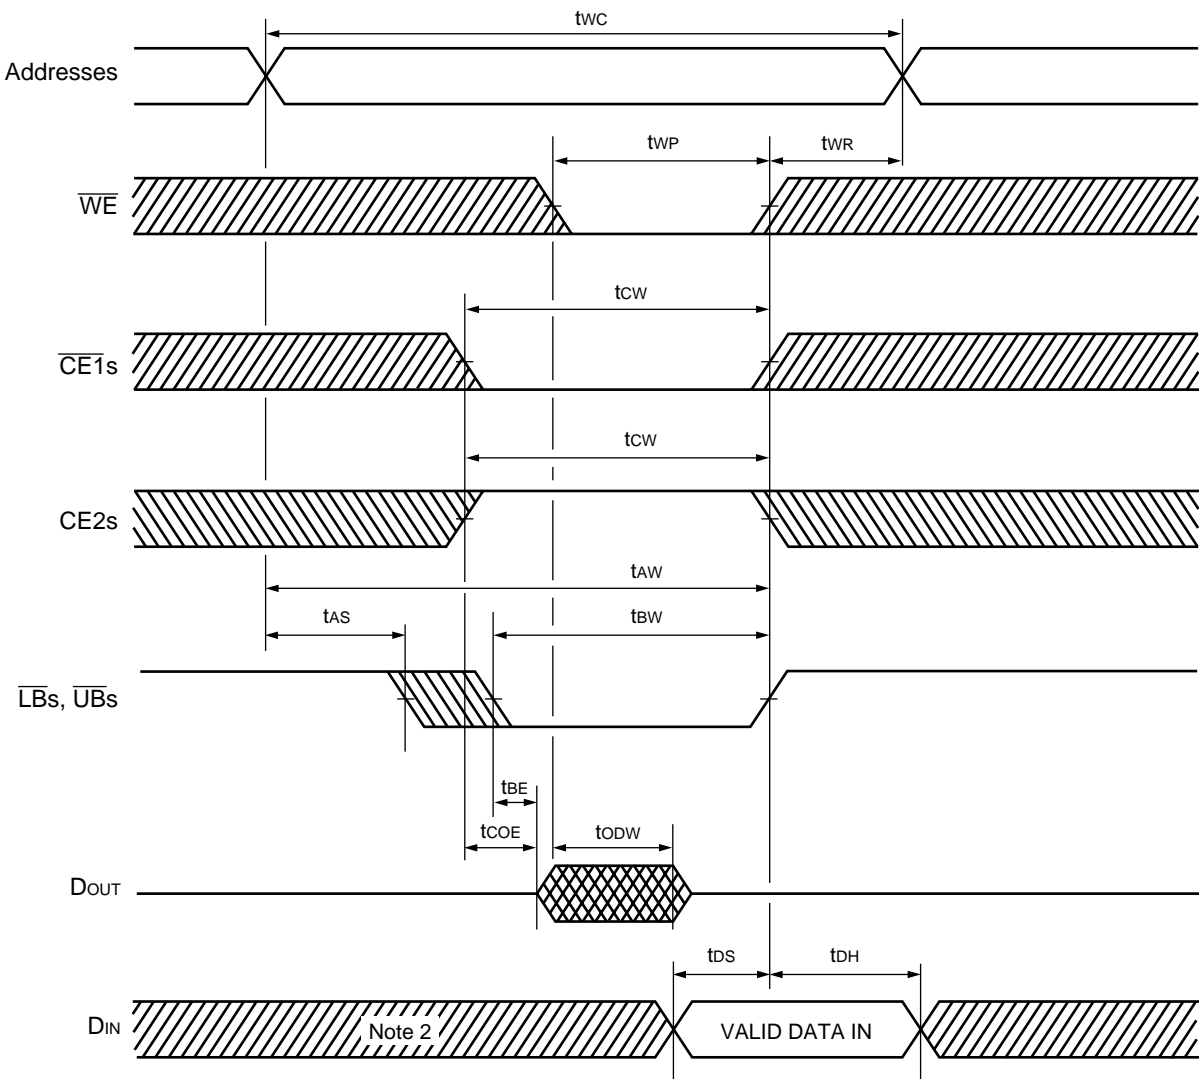 tWC
Addresses
tWP
tWR
WE
tCW
CE1s
tCW
CE2s
tAW
tAS
tBW
LBs, UBs
tBE
tCOE
tODW
DOUT
tDS
tDH
DIN
Note 2
VALID DATA IN